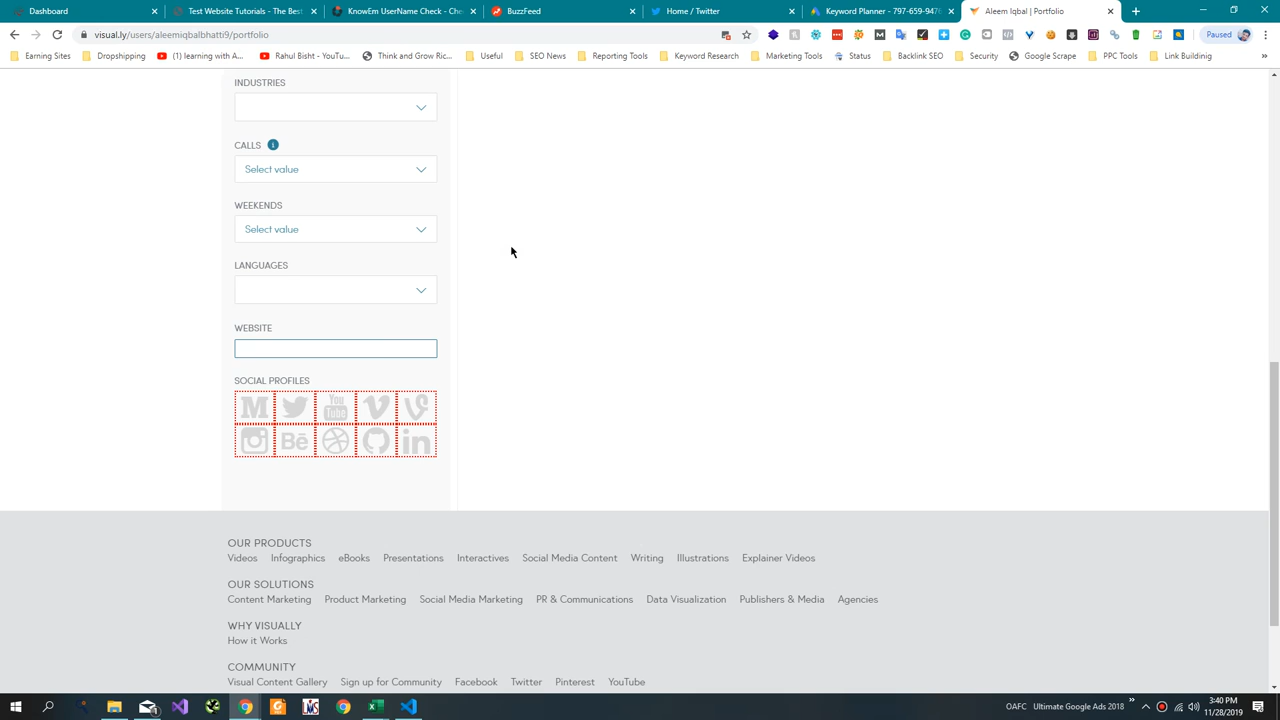 Dashboard
Test Website Tutorials - The Best
KnowEm UserName Check - Che
BuzzFeed
Home / Twitter
Keyword Planner - 797-659-947
Aleem Iqbal | Portfolio
visual.ly/users/aleemiqbalbhatti9/portfolio
Paused
Earning Sites
Dropshipping
(1) learning with A...
Rahul Bisht - YouTu...
Think and Grow Ric...
Useful
SEO News
Reporting Tools
Keyword Research
Marketing Tools
Status
Backlink SEO
Security
Google Scrape
PPC Tools
Link Buildinig
INDUSTRIES
CALLS
Select value
WEEKENDS
Select value
LANGUAGES
WEBSITE
SOCIAL PROFILES
M
You
Tube
Bē
in
OUR PRODUCTS
Videos Infographics eBooks Presentations Interactives Social Media Content Writing Illustrations Explainer Videos
OUR SOLUTIONS
Content Marketing Product Marketing Social Media Marketing PR & Communications Data Visualization Publishers & Media Agencies
WHY VISUALLY
How it Works
COMMUNITY
Visual Content Gallery Sign up for Community Facebook Twitter Pinterest YouTube
OAFC Ultimate Google Ads 2018
3:40 PM
11/28/2019